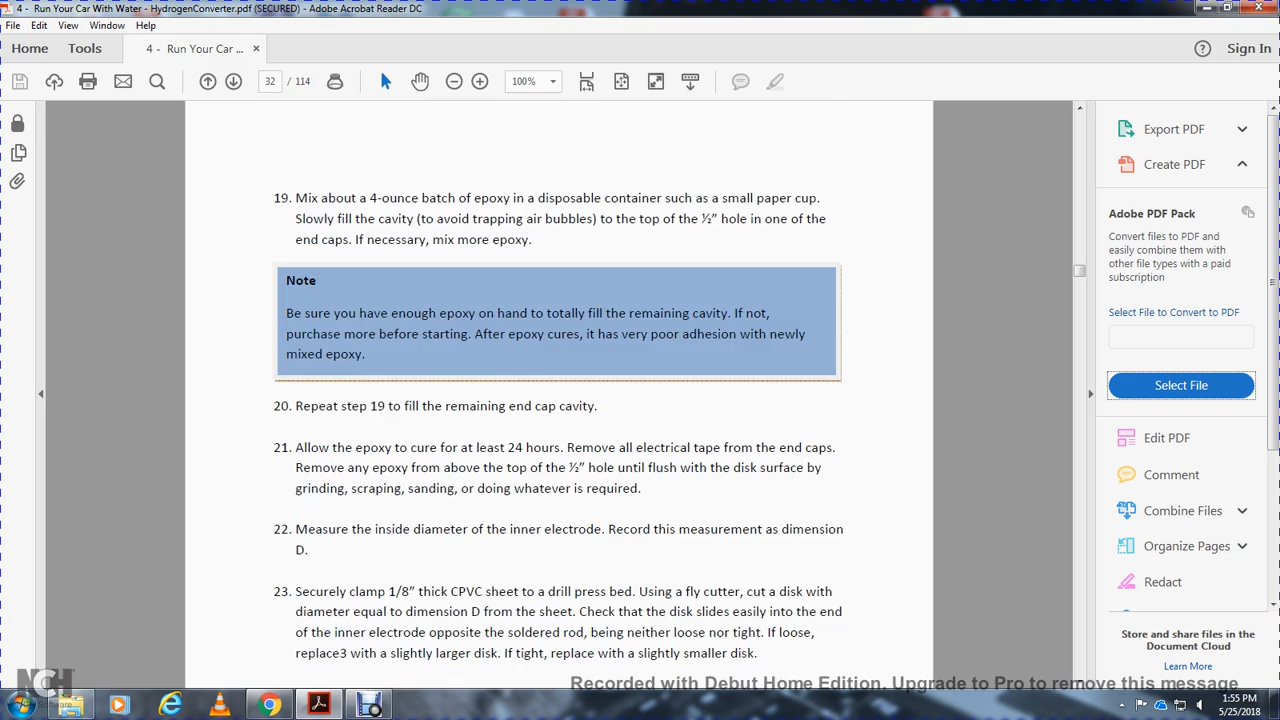 4 - Run Your Car With Water - HydrogenConverter.pdf (SECURED) - Adobe Acrobat Reader DC
File Edit View Window Help
Home Tools 4 - Run Your Car ... × Sign In
32 / 114 100%
19. Mix about a 4-ounce batch of epoxy in a disposable container such as a small paper cup.
Slowly fill the cavity (to avoid trapping air bubbles) to the top of the ½” hole in one of the
end caps. If necessary, mix more epoxy.
Note
Be sure you have enough epoxy on hand to totally fill the remaining cavity. If not,
purchase more before starting. After epoxy cures, it has very poor adhesion with newly
mixed epoxy.
20. Repeat step 19 to fill the remaining end cap cavity.
21. Allow the epoxy to cure for at least 24 hours. Remove all electrical tape from the end caps.
Remove any epoxy from above the top of the ½” hole until flush with the disk surface by
grinding, scraping, sanding, or doing whatever is required.
22. Measure the inside diameter of the inner electrode. Record this measurement as dimension
D.
23. Securely clamp 1/8” thick CPVC sheet to a drill press bed. Using a fly cutter, cut a disk with
diameter equal to dimension D from the sheet. Check that the disk slides easily into the end
of the inner electrode opposite the soldered rod, being neither loose nor tight. If loose,
replace3 with a slightly larger disk. If tight, replace with a slightly smaller disk.
Export PDF
Create PDF
Adobe PDF Pack
Convert files to PDF and
easily combine them with
other file types with a paid
subscription
Select File to Convert to PDF
Select File
Edit PDF
Comment
Combine Files
Organize Pages
Redact
Store and share files in the
Document Cloud
Learn More
NCH
Software
Recorded with Debut Home Edition. Upgrade to Pro to remove this message
1:55 PM
5/25/2018